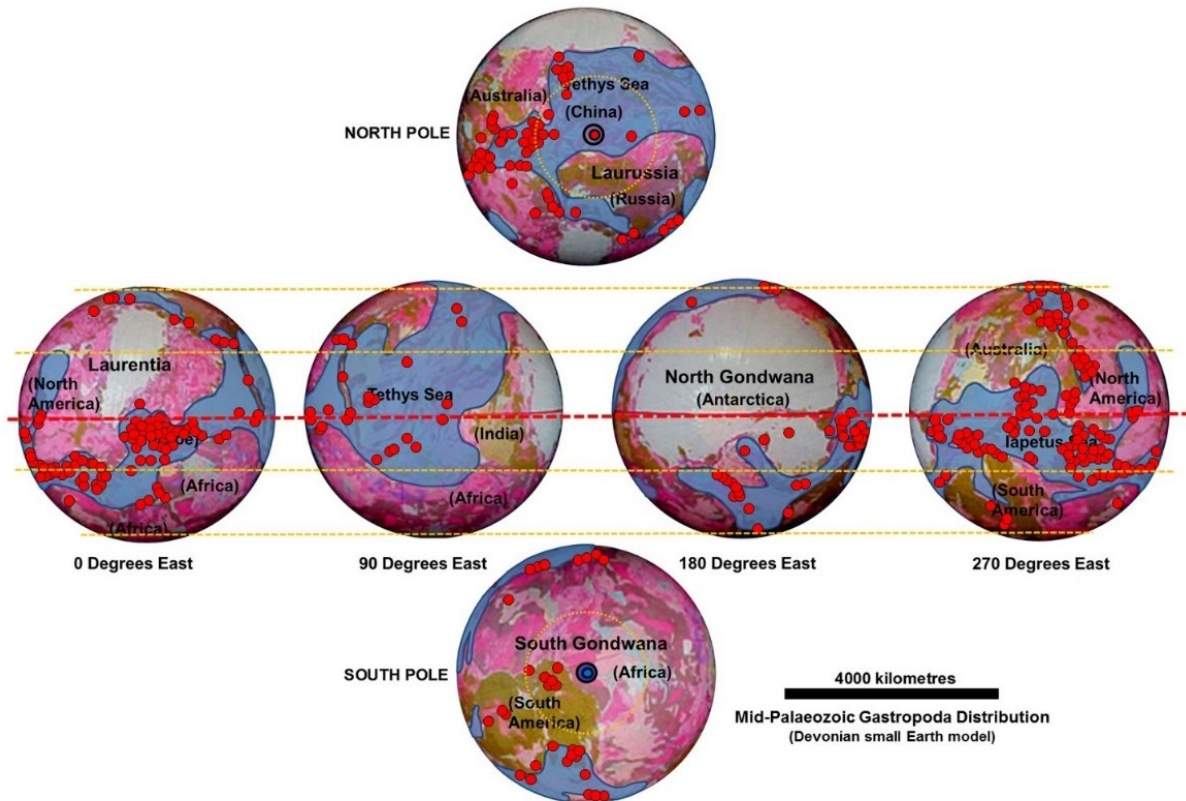 Tethys Sea
(Australia)
(China)
NORTH POLE
Laurussia
(Russia)
Laurentia
(North
America)
(Africa)
(Africa)
Tethys Sea
(India)
(Africa)
North Gondwana
(Antarctica)
(Australia)
(North
America)
Iapetus Sea
(South
America)
0 Degrees East
90 Degrees East
180 Degrees East
270 Degrees East
South Gondwana
(Africa)
SOUTH POLE
(South
America)
4000 kilometres
Mid-Palaeozoic Gastropoda Distribution
(Devonian small Earth model)